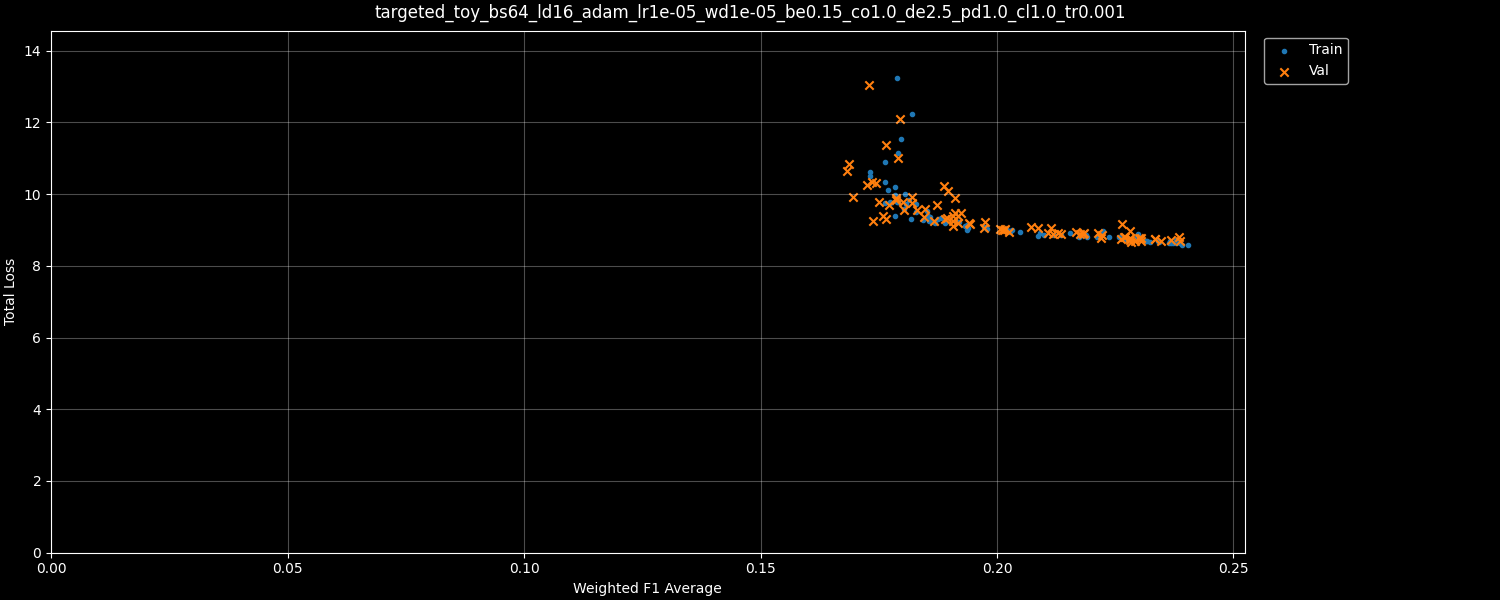 targeted_toy_bs64_ld16_adam_lr1e-05_wd1e-05_be0.15_co1.0_de2.5_pd1.0_cl1.0_tr0.001
Train
Val
14
12
10
8
6
4
2
0
Total Loss
0.00 0.05 0.10 0.15 0.20 0.25
Weighted F1 Average